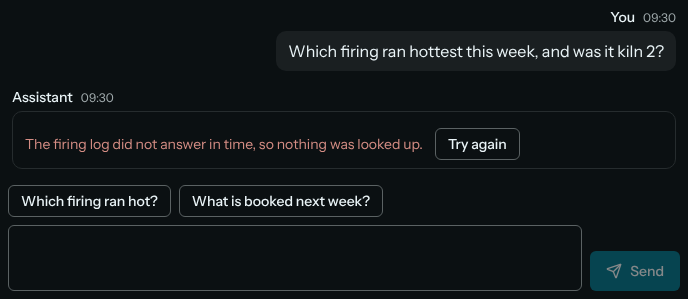 You 09:30
Which firing ran hottest this week, and was it kiln 2?
Assistant 09:30
The firing log did not answer in time, so nothing was looked up. Try again
Which firing ran hot? What is booked next week?
Send